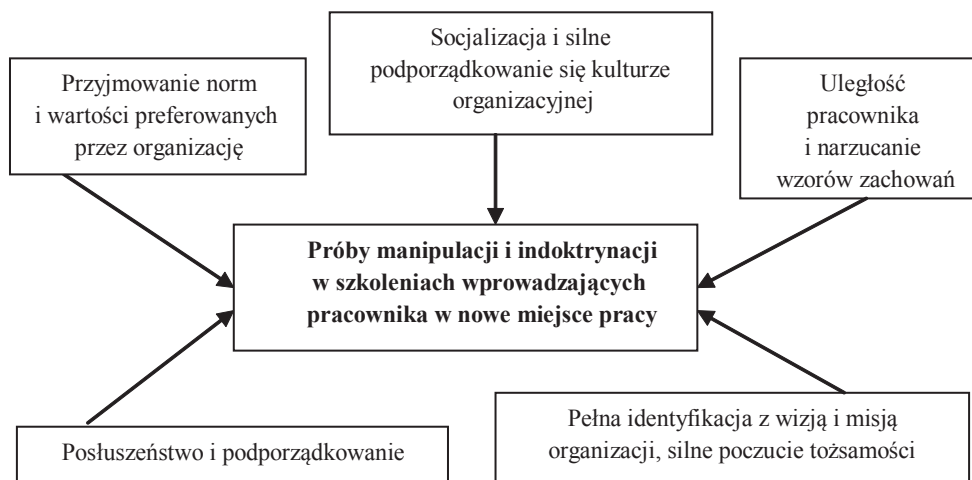 Przyjmowanie norm
i wartości preferowanych
przez organizację
Socjalizacja i silne
podporządkowanie się kulturze
organizacyjnej
Uległość
pracownika
i narzucanie
wzorów zachowań
Próby manipulacji i indoktrynacji
w szkoleniach wprowadzających
pracownika w nowe miejsce pracy
Posłuszeństwo i podporządkowanie
Pełna identyfikacja z wizją i misją
organizacji, silne poczucie tożsamości